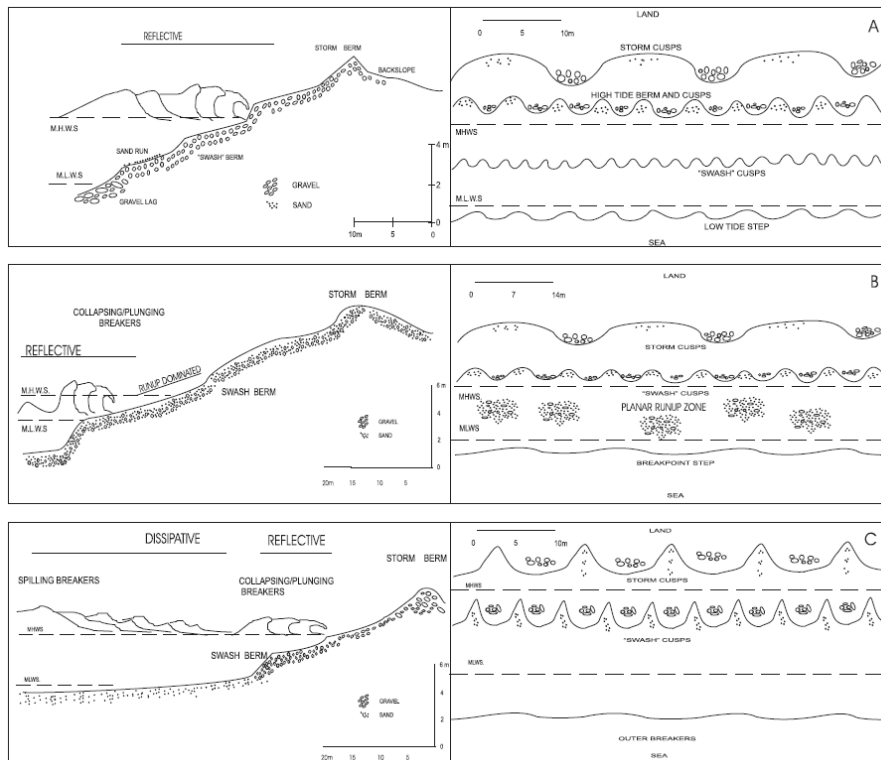 REFLECTIVE
STORM BERM
BACKSLOPE
M.H.W.S
SAND RUN
"SWASH" BERM
M.L.W.S
GRAVEL LAG
GRAVEL
SAND
4 m
2
0
10m 5 0
LAND
A
0 5 10m
STORM CUSPS
HIGH TIDE BERM AND CUSPS
MHWS
"SWASH" CUSPS
M.L.W.S
LOW TIDE STEP
SEA
STORM BERM
COLLAPSING/PLUNGING
BREAKERS
REFLECTIVE
M.H.W.S.
RUNUP DOMINATED
SWASH BERM
M.L.W.S
GRAVEL
SAND
6 m
4
2
0
20m 15 10 5
LAND
B
0 7 14m
STORM CUSPS
"SWASH" CUSPS
MHWS
PLANAR RUNUP ZONE
MLWS
BREAKPOINT STEP
SEA
DISSIPATIVE
REFLECTIVE
STORM BERM
SPILLING BREAKERS
COLLAPSING/PLUNGING
BREAKERS
MHWS
SWASH BERM
MLWS
GRAVEL
SAND
6 m
4
2
0
20m 15 10 5
LAND
C
0 5 10m
STORM CUSPS
MHWS
"SWASH" CUSPS
MLWS.
OUTER BREAKERS
SEA